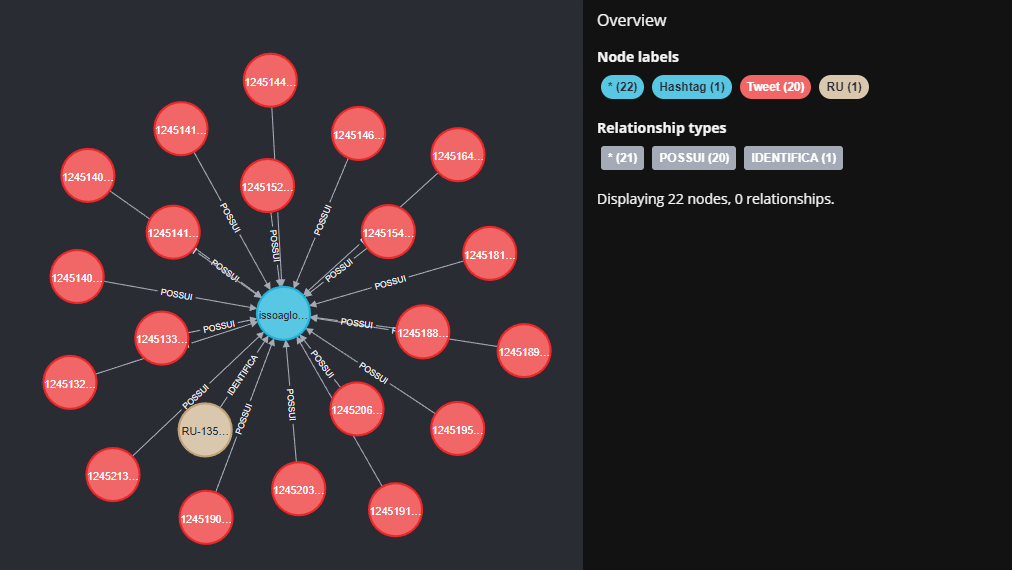 1245144...
1245141...
1245146...
1245164...
1245140...
1245152...
1245141...
1245154...
1245181...
1245140...
issoaglo...
1245133...
1245188...
1245189...
1245132...
1245206...
1245195...
RU-135...
1245213...
1245203...
1245190...
1245191...
POSSUI
POSSUI
POSSUI
POSSUI
POSSUI
POSSUI
POSSUI
POSSUI
POSSUI
POSSUI
IDENTIFICA
POSSUI
POSSUI
POSSUI
POSSUI
Overview
Node labels
* (22) Hashtag (1) Tweet (20) RU (1)
Relationship types
* (21) POSSUI (20) IDENTIFICA (1)
Displaying 22 nodes, 0 relationships.